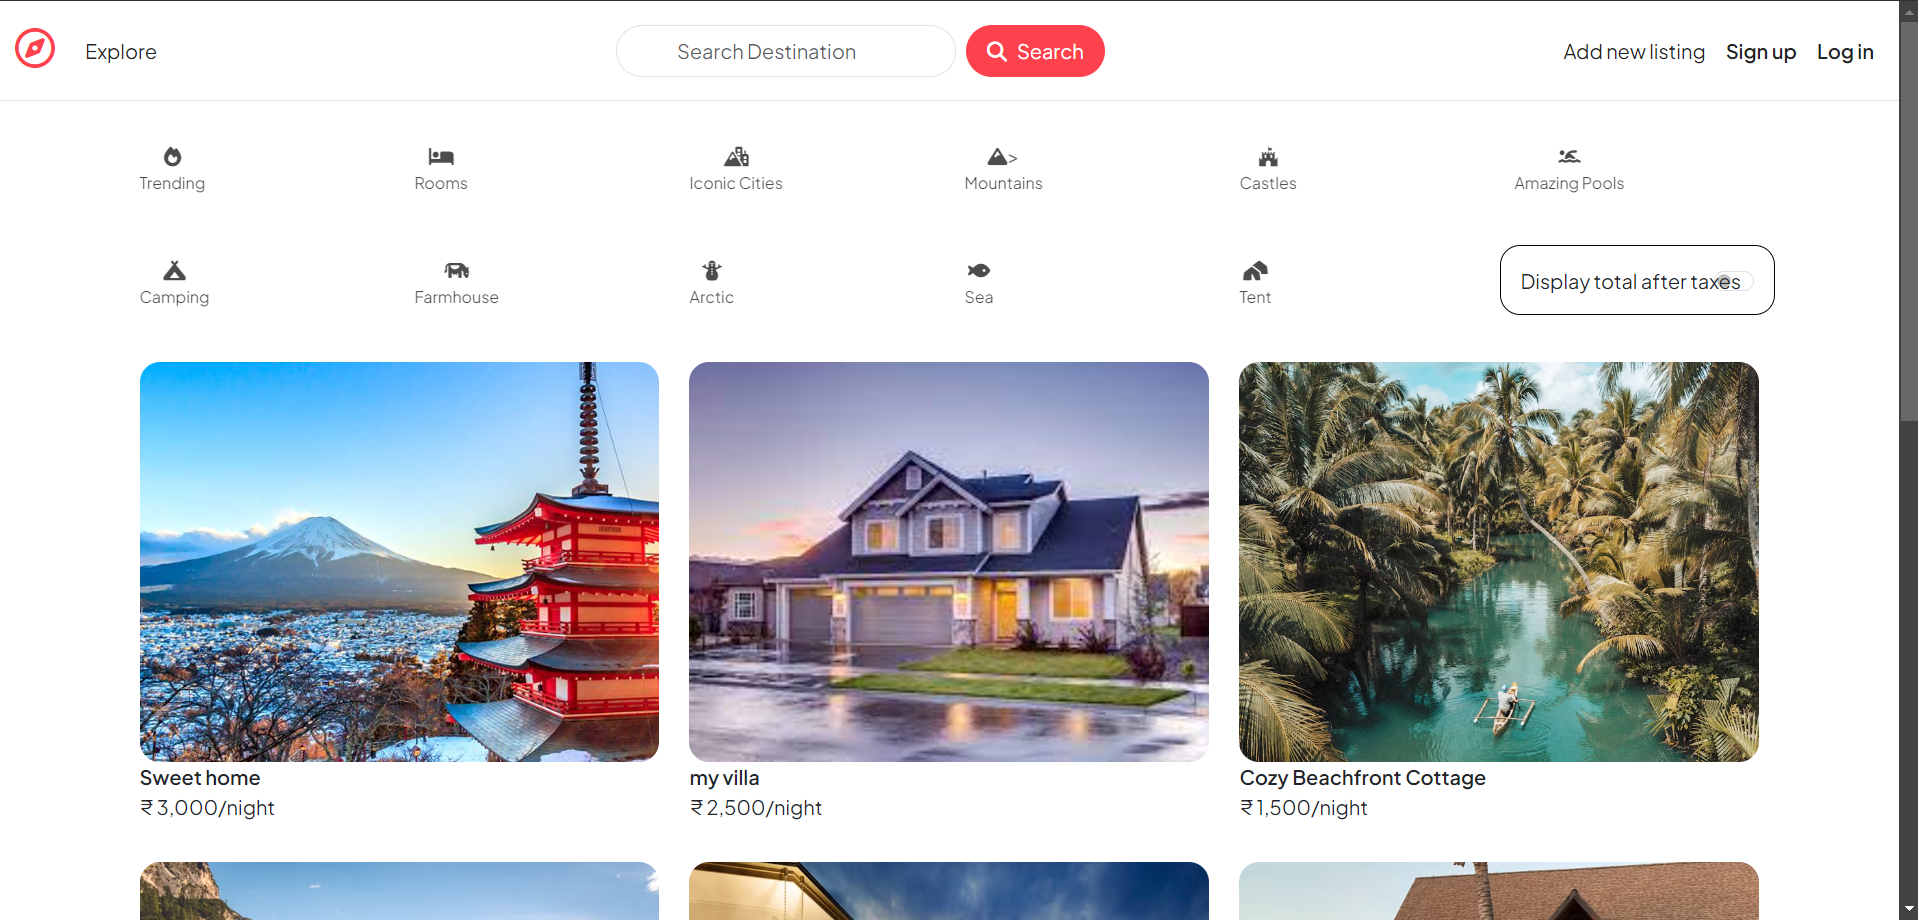 Explore
Search Destination
Search
Add new listing
Sign up
Log in
>
Trending
Rooms
Iconic Cities
Mountains
Castles
Amazing Pools
Camping
Farmhouse
Arctic
Sea
Tent
Display total after taxes
Sweet home
₹ 3,000/night
my villa
₹ 2,500/night
Cozy Beachfront Cottage
₹ 1,500/night